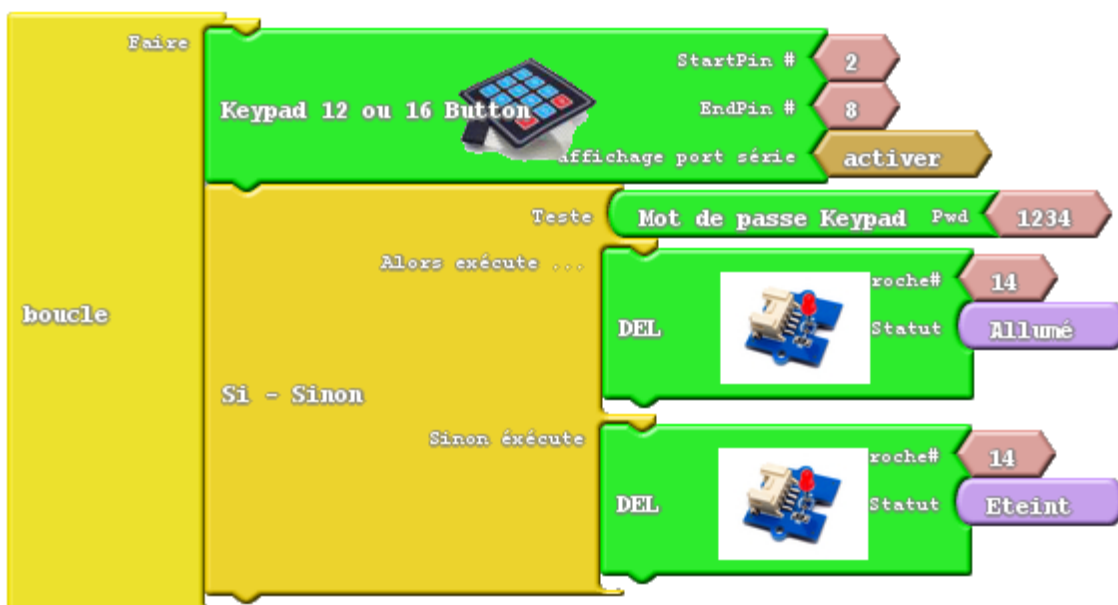 Faire
StartPin # 2
Keypad 12 ou 16 Button
EndPin # 8
affichage port série activer
Teste Mot de passe Keypad Pwd 1234
Alors exécute ...
roche# 14
boucle
DEL
Statut Allumé
Si - Sinon
Sinon éxécute
roche# 14
DEL
Statut Eteint